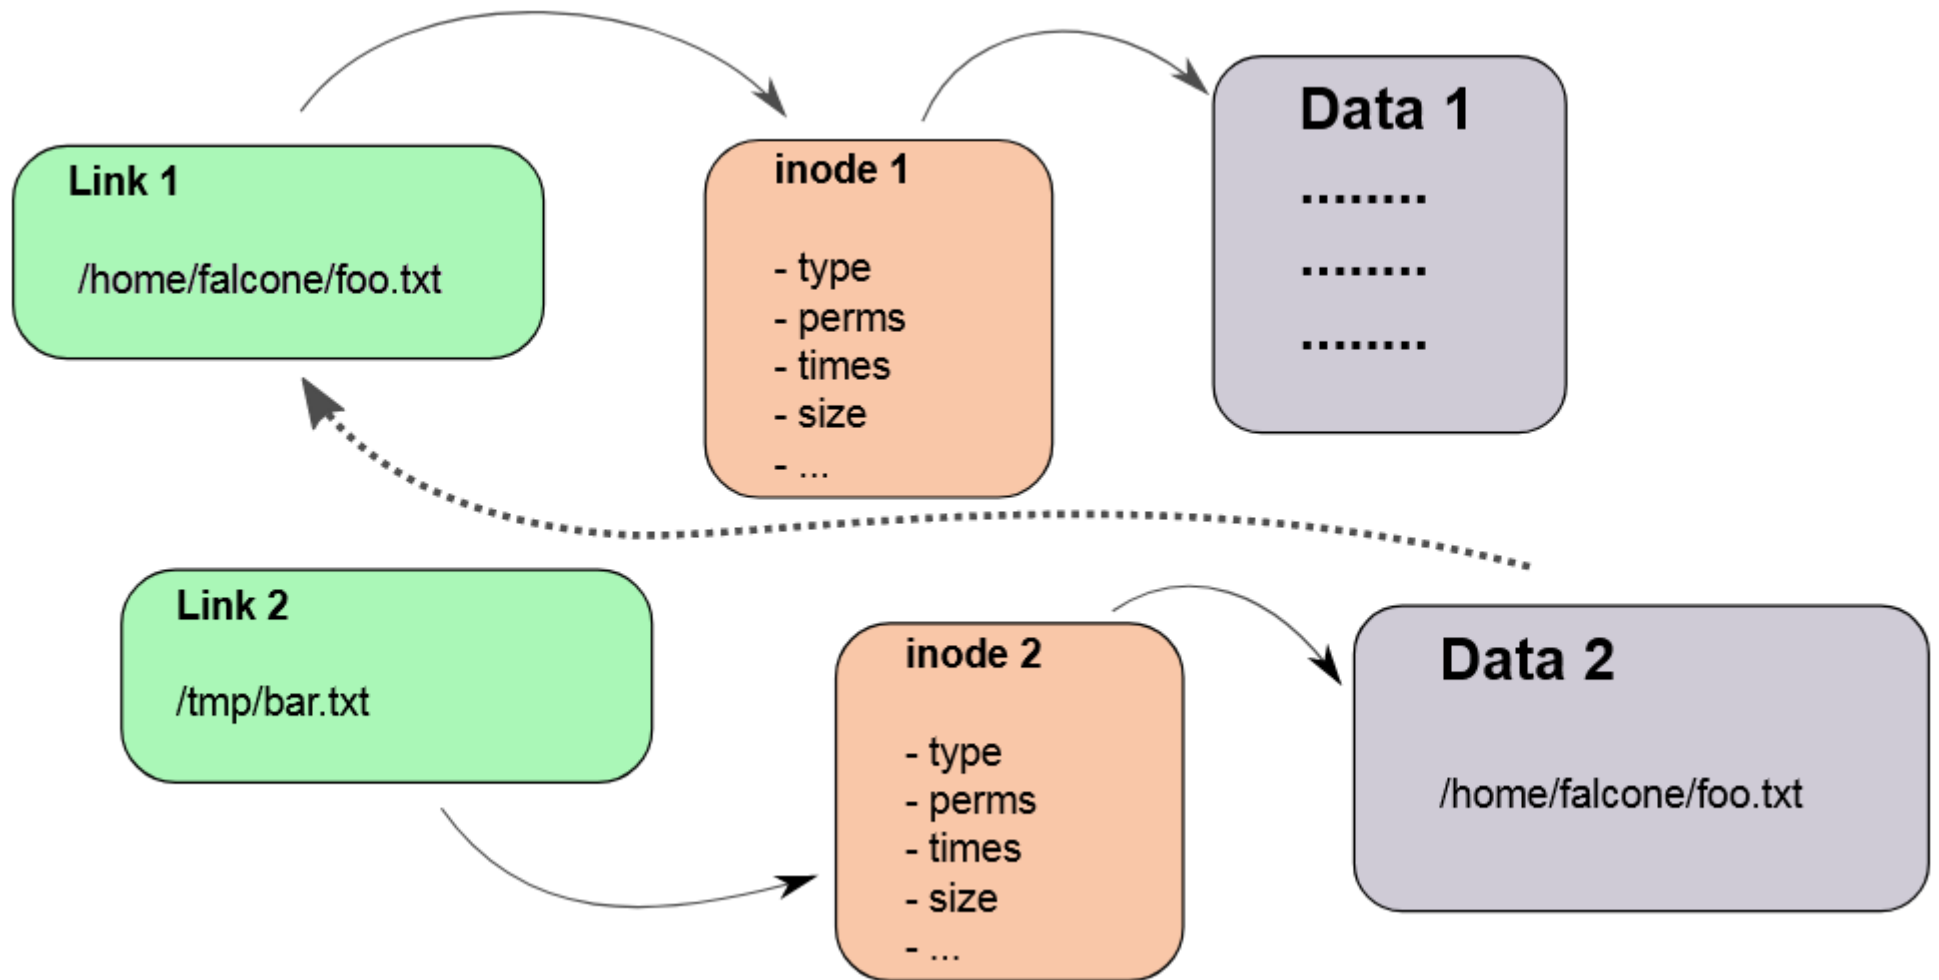 Link 1
/home/falcone/foo.txt
inode 1
- type
- perms
- times
- size
- ...
Data 1
........
........
........
Link 2
/tmp/bar.txt
inode 2
- type
- perms
- times
- size
- ...
Data 2
/home/falcone/foo.txt